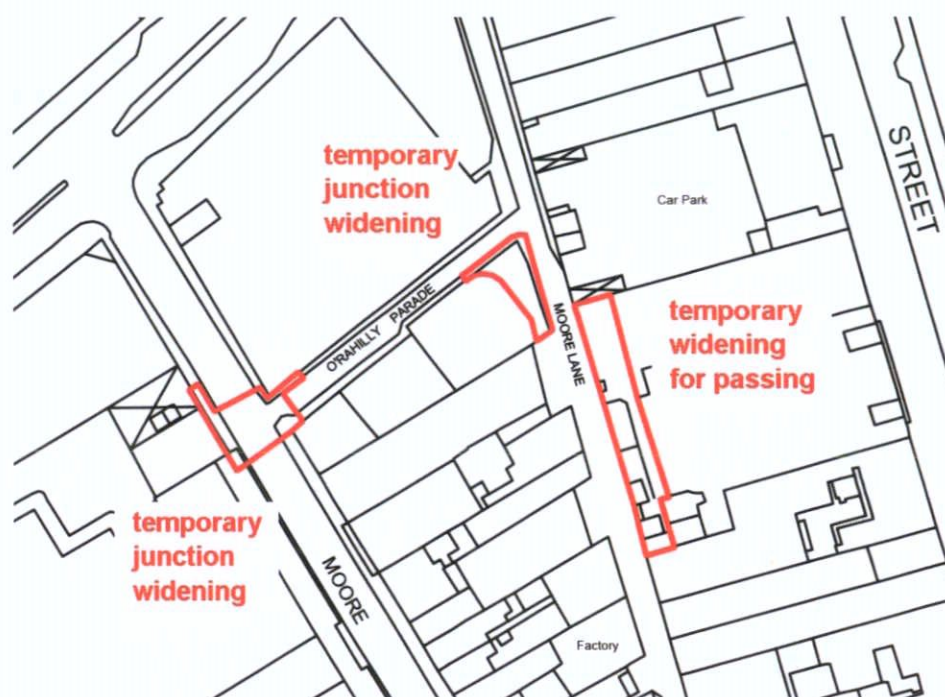 temporary
junction
widening
STREET
Car Park
O'RAHILLY PARADE
MOORE LANE
temporary
widening
for passing
temporary
junction
widening
MOORE
Factory